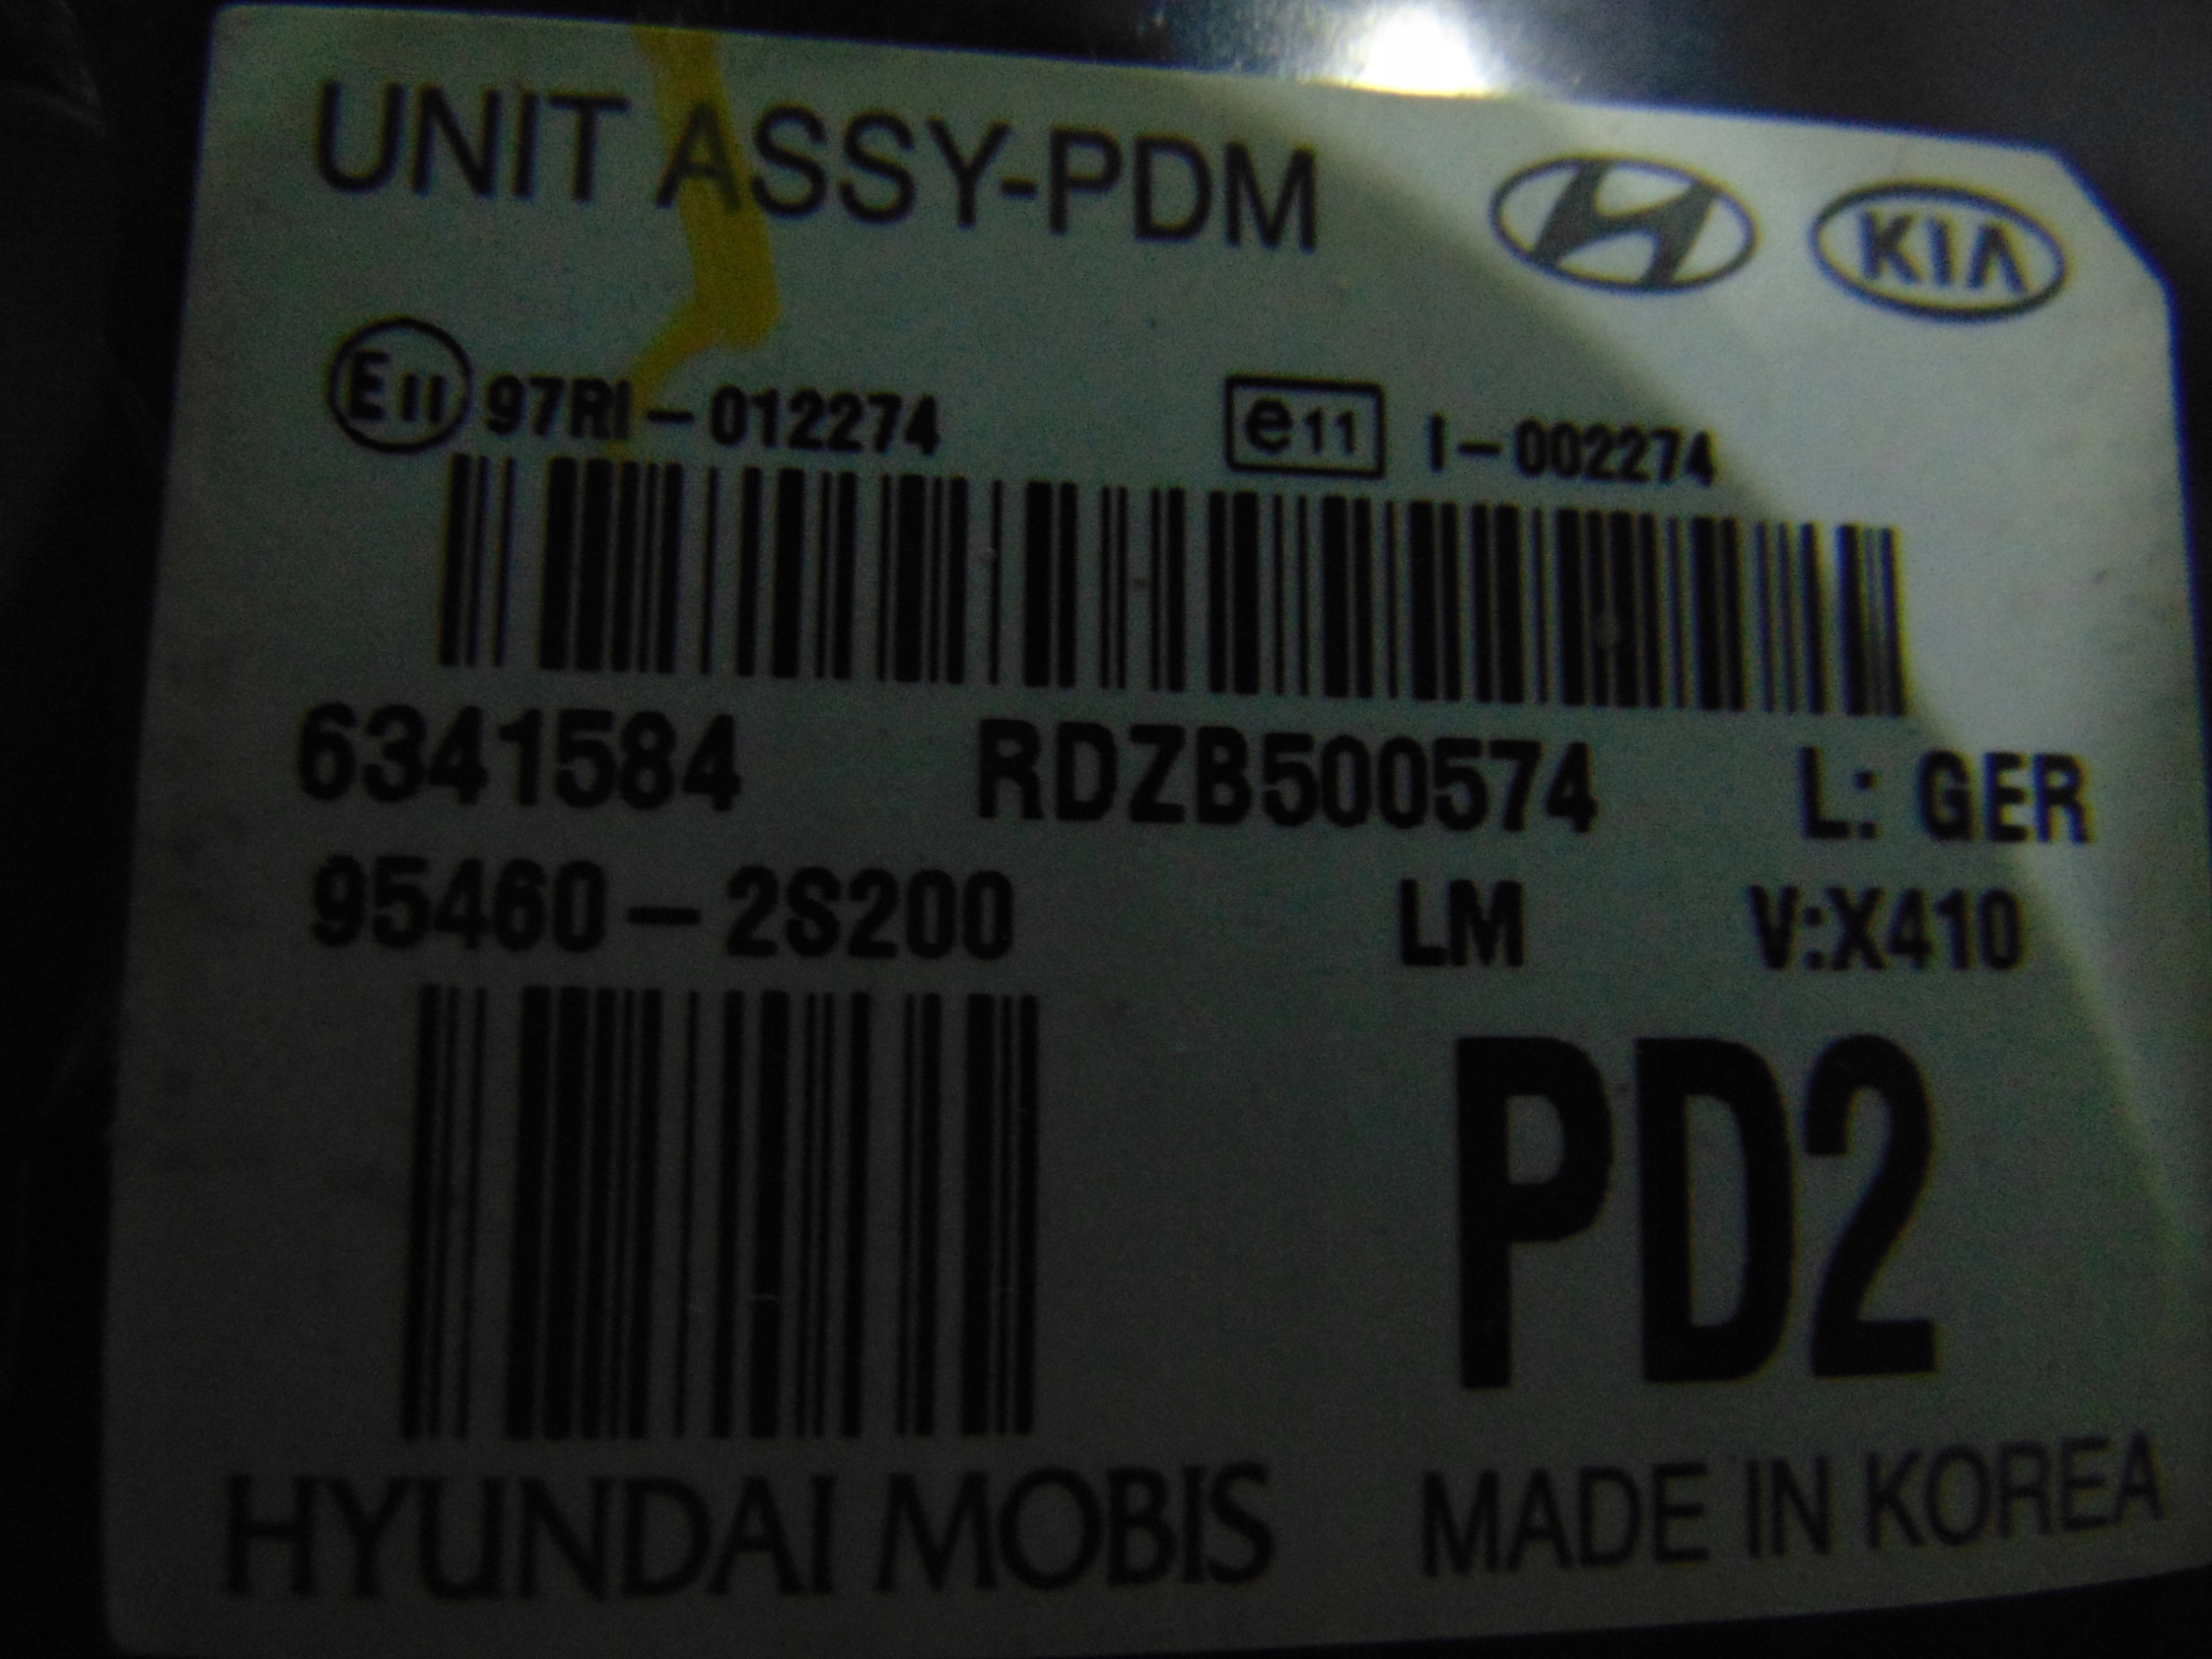 UNIT ASSY-PDM
KIA
E11 97RI-012274 e11 I-002274
6341584 RDZB500574 L: GER
95460-2S200 LM V:X410
PD2
HYUNDAI MOBIS MADE IN KOREA